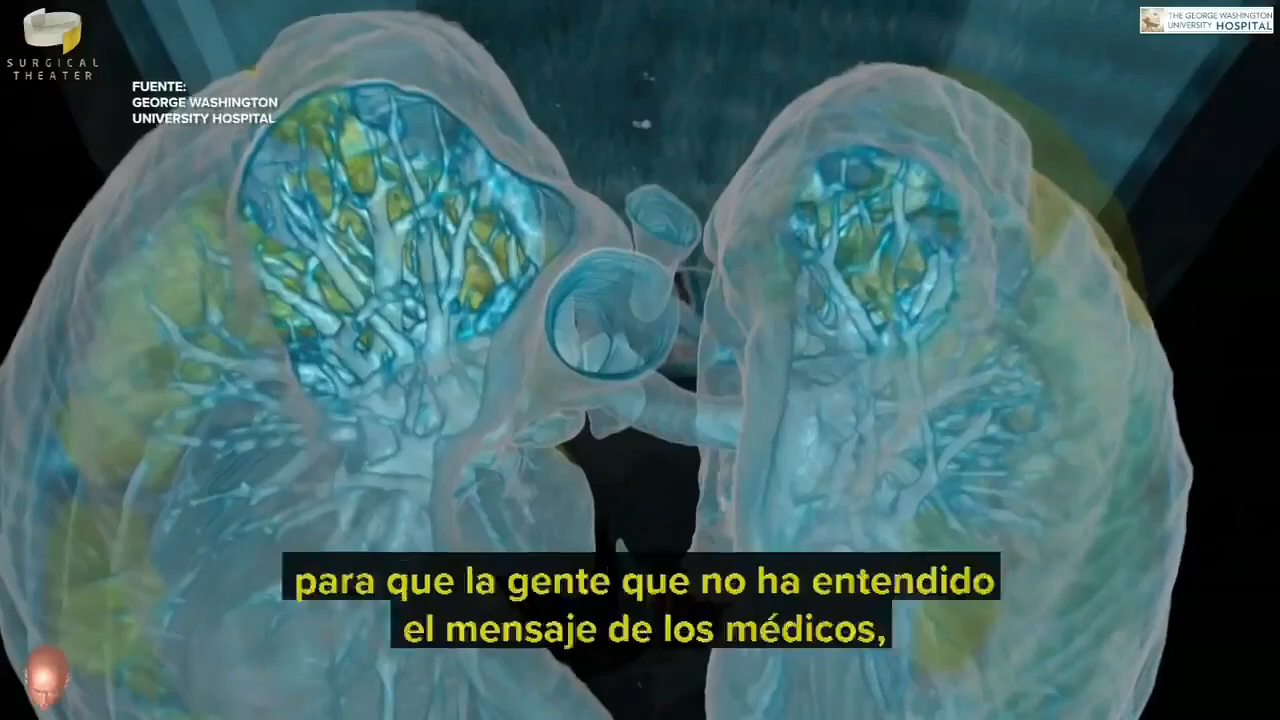 SURGICAL
THEATER
THE GEORGE WASHINGTON
UNIVERSITY HOSPITAL
FUENTE:
GEORGE WASHINGTON
UNIVERSITY HOSPITAL
para que la gente que no ha entendido
el mensaje de los médicos,